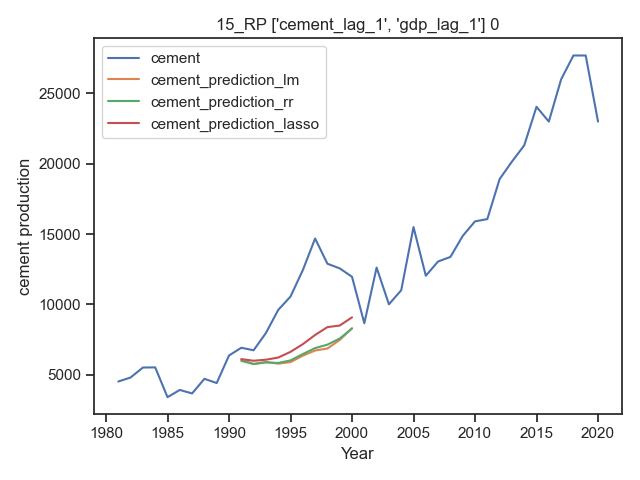 15_RP ['cement_lag_1', 'gdp_lag_1'] 0
cement
cement_prediction_lm
cement_prediction_rr
cement_prediction_lasso
cement production
25000
20000
15000
10000
5000
1980 1985 1990 1995 2000 2005 2010 2015 2020
Year